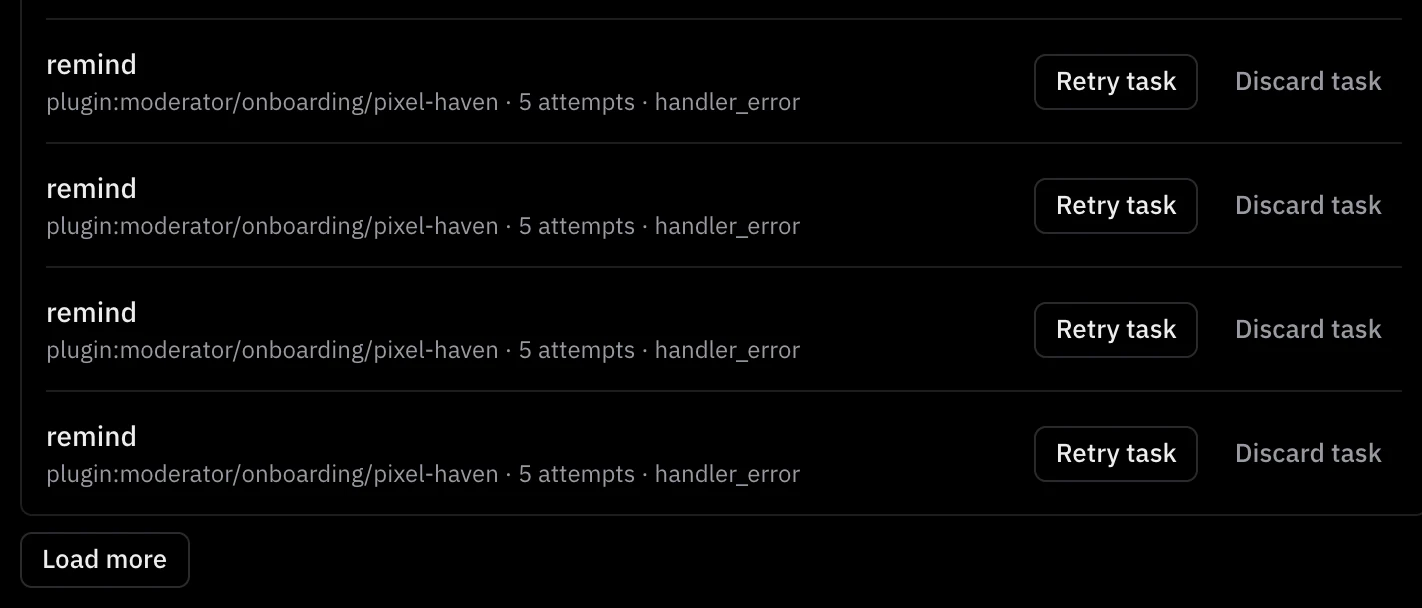 remind
plugin:moderator/onboarding/pixel-haven · 5 attempts · handler_error
Retry task
Discard task
remind
plugin:moderator/onboarding/pixel-haven · 5 attempts · handler_error
Retry task
Discard task
remind
plugin:moderator/onboarding/pixel-haven · 5 attempts · handler_error
Retry task
Discard task
remind
plugin:moderator/onboarding/pixel-haven · 5 attempts · handler_error
Retry task
Discard task
Load more